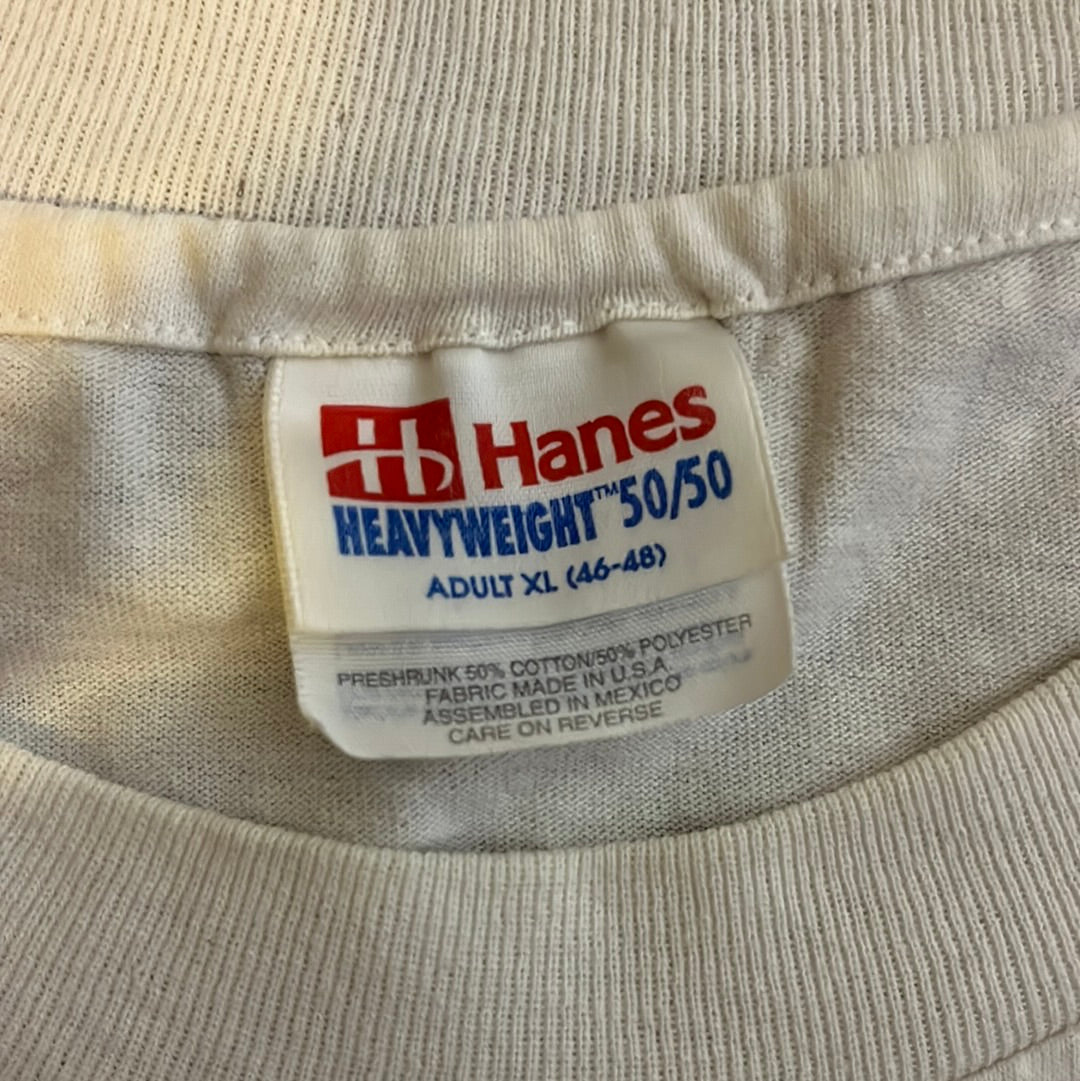 Hanes
HEAVYWEIGHT™ 50/50
ADULT XL (46-48)
PRESHRUNK 50% COTTON/50% POLYESTER
FABRIC MADE IN U.S.A.
ASSEMBLED IN MEXICO
CARE ON REVERSE